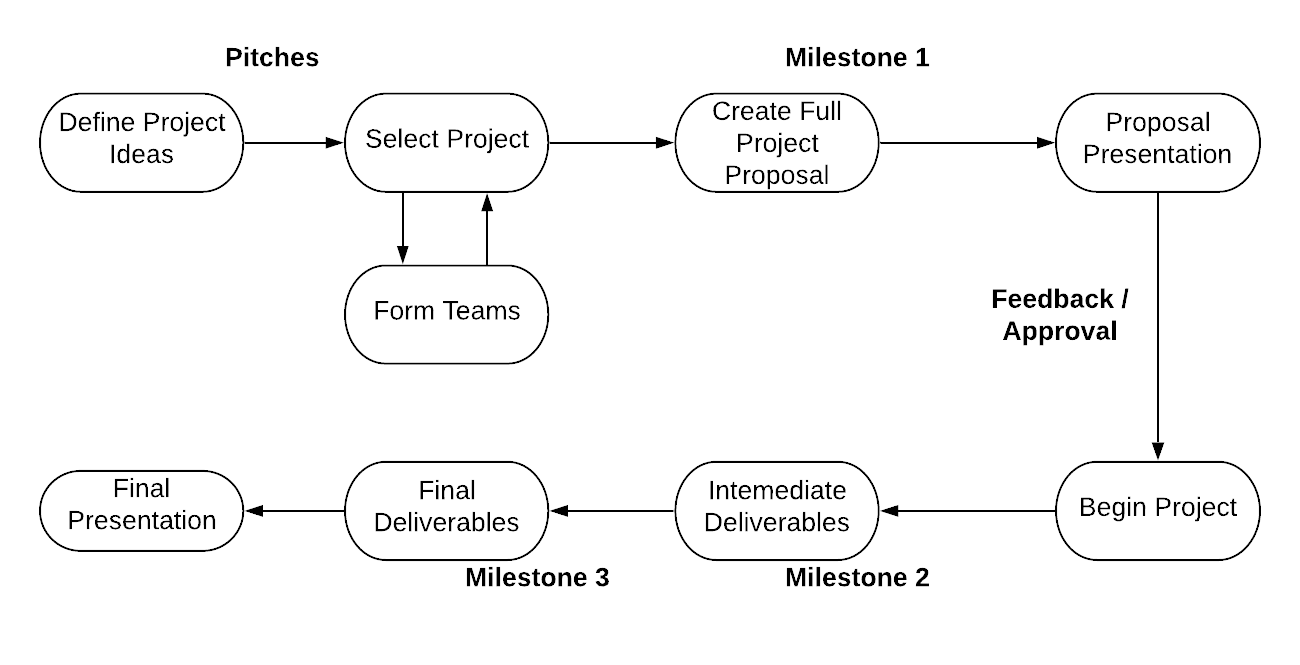 Pitches
Milestone 1
Define Project
Ideas
Select Project
Create Full
Project
Proposal
Proposal
Presentation
Form Teams
Feedback /
Approval
Final
Presentation
Final
Deliverables
Intemediate
Deliverables
Begin Project
Milestone 3
Milestone 2